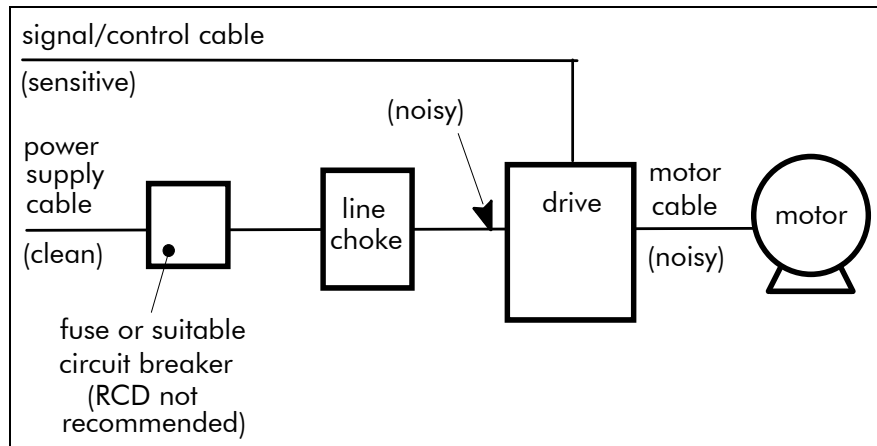 signal/control cable
(sensitive)
(noisy)
power
supply
cable
(clean)
line
choke
drive
motor
cable
(noisy)
motor
fuse or suitable
circuit breaker
(RCD not
recommended)